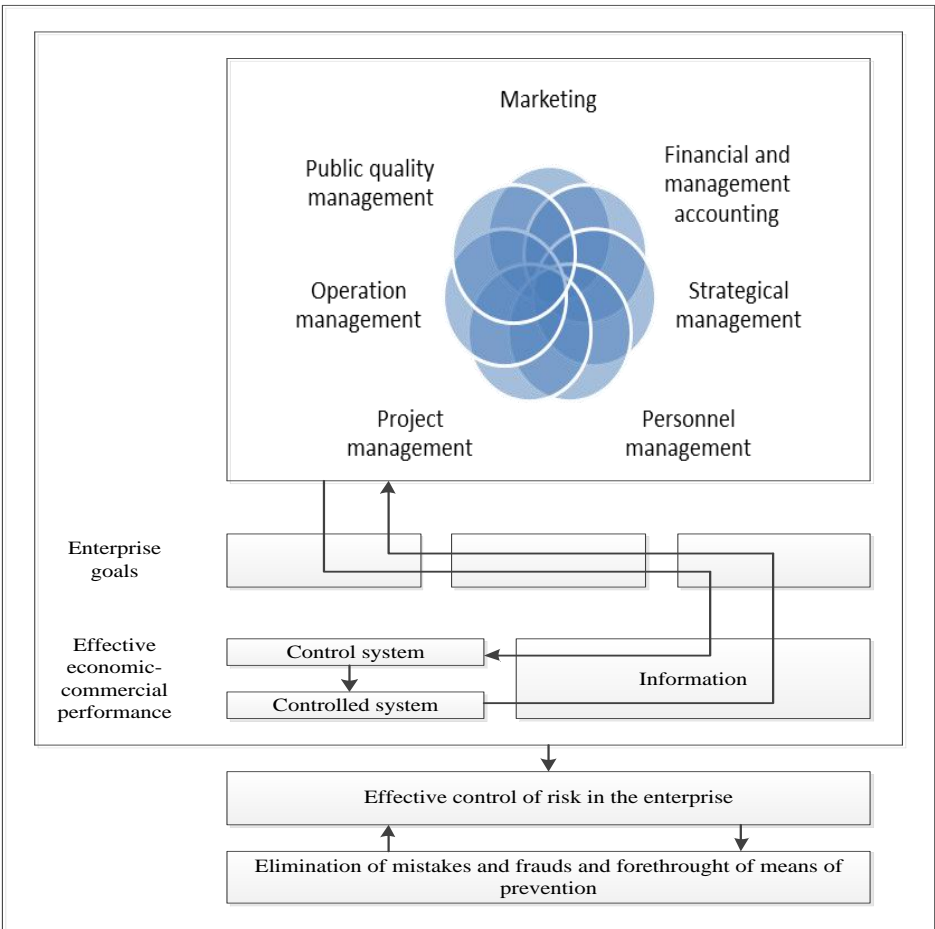 Marketing
Public quality
management
Financial and
management
accounting
Operation
management
Strategical
management
Project
management
Personnel
management
Enterprise
goals
Effective
economic-
commercial
performance
Control system
Controlled system
Information
Effective control of risk in the enterprise
Elimination of mistakes and frauds and forethrought of means of
prevention